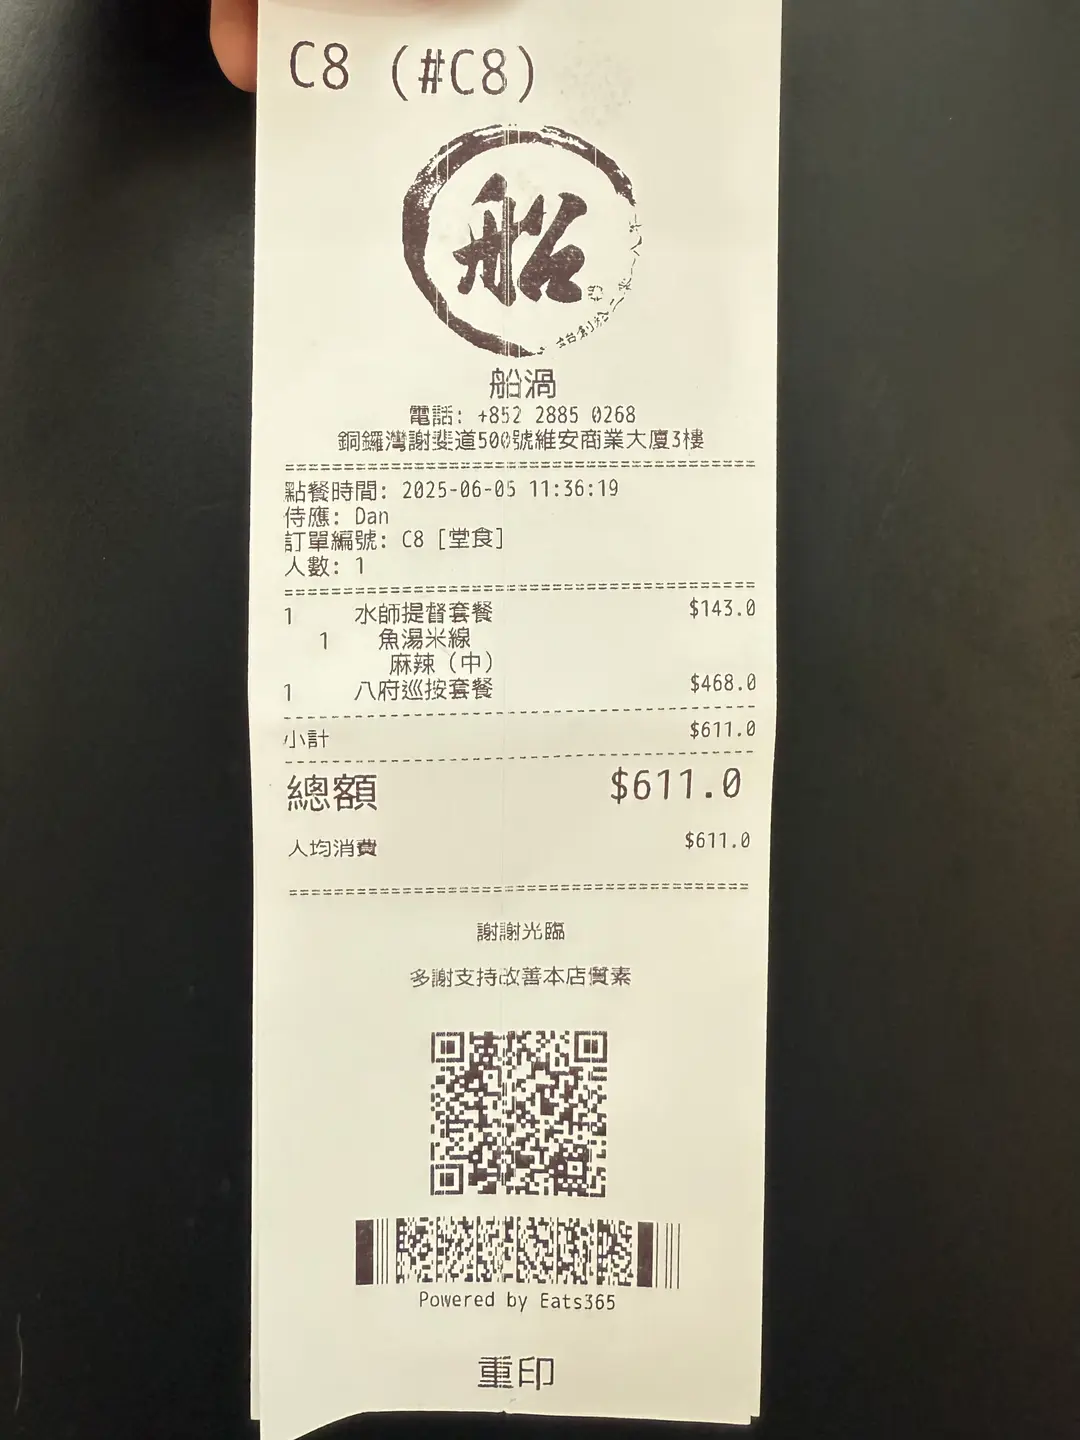 C8 (#C8)
船
船渦
電話: +852 2885 0268
銅鑼灣謝斐道500號維安商業大廈3樓
點餐時間: 2025-06-05 11:36:19
侍應: Dan
訂單編號: C8 [堂食]
人數: 1
1 水師提督套餐 $143.0
1 魚湯米線
麻辣 (中)
1 八府巡按套餐 $468.0
小計 $611.0
總額 $611.0
人均消費 $611.0
謝謝光臨
多謝支持改善本店質素
Powered by Eats365
重印